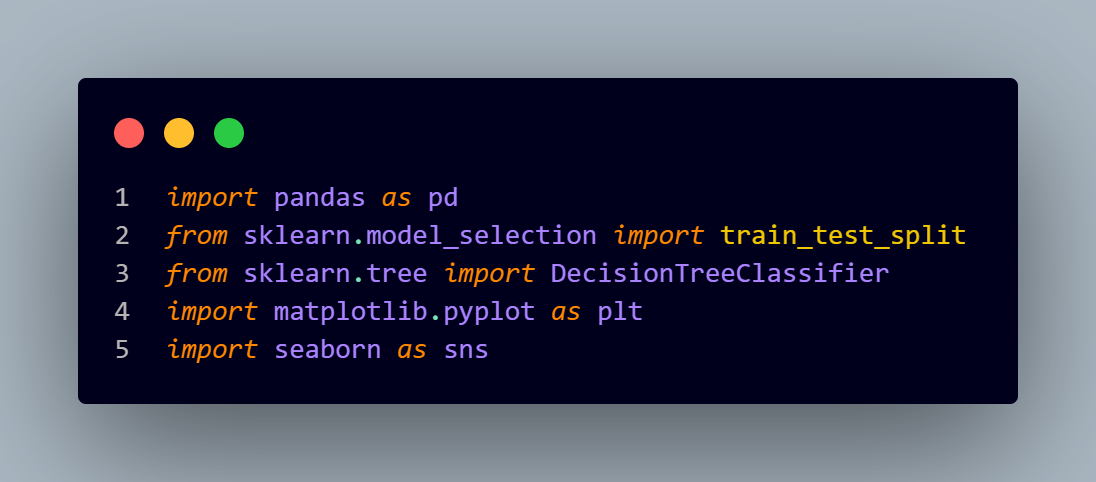 1 import pandas as pd
2 from sklearn.model_selection import train_test_split
3 from sklearn.tree import DecisionTreeClassifier
4 import matplotlib.pyplot as plt
5 import seaborn as sns